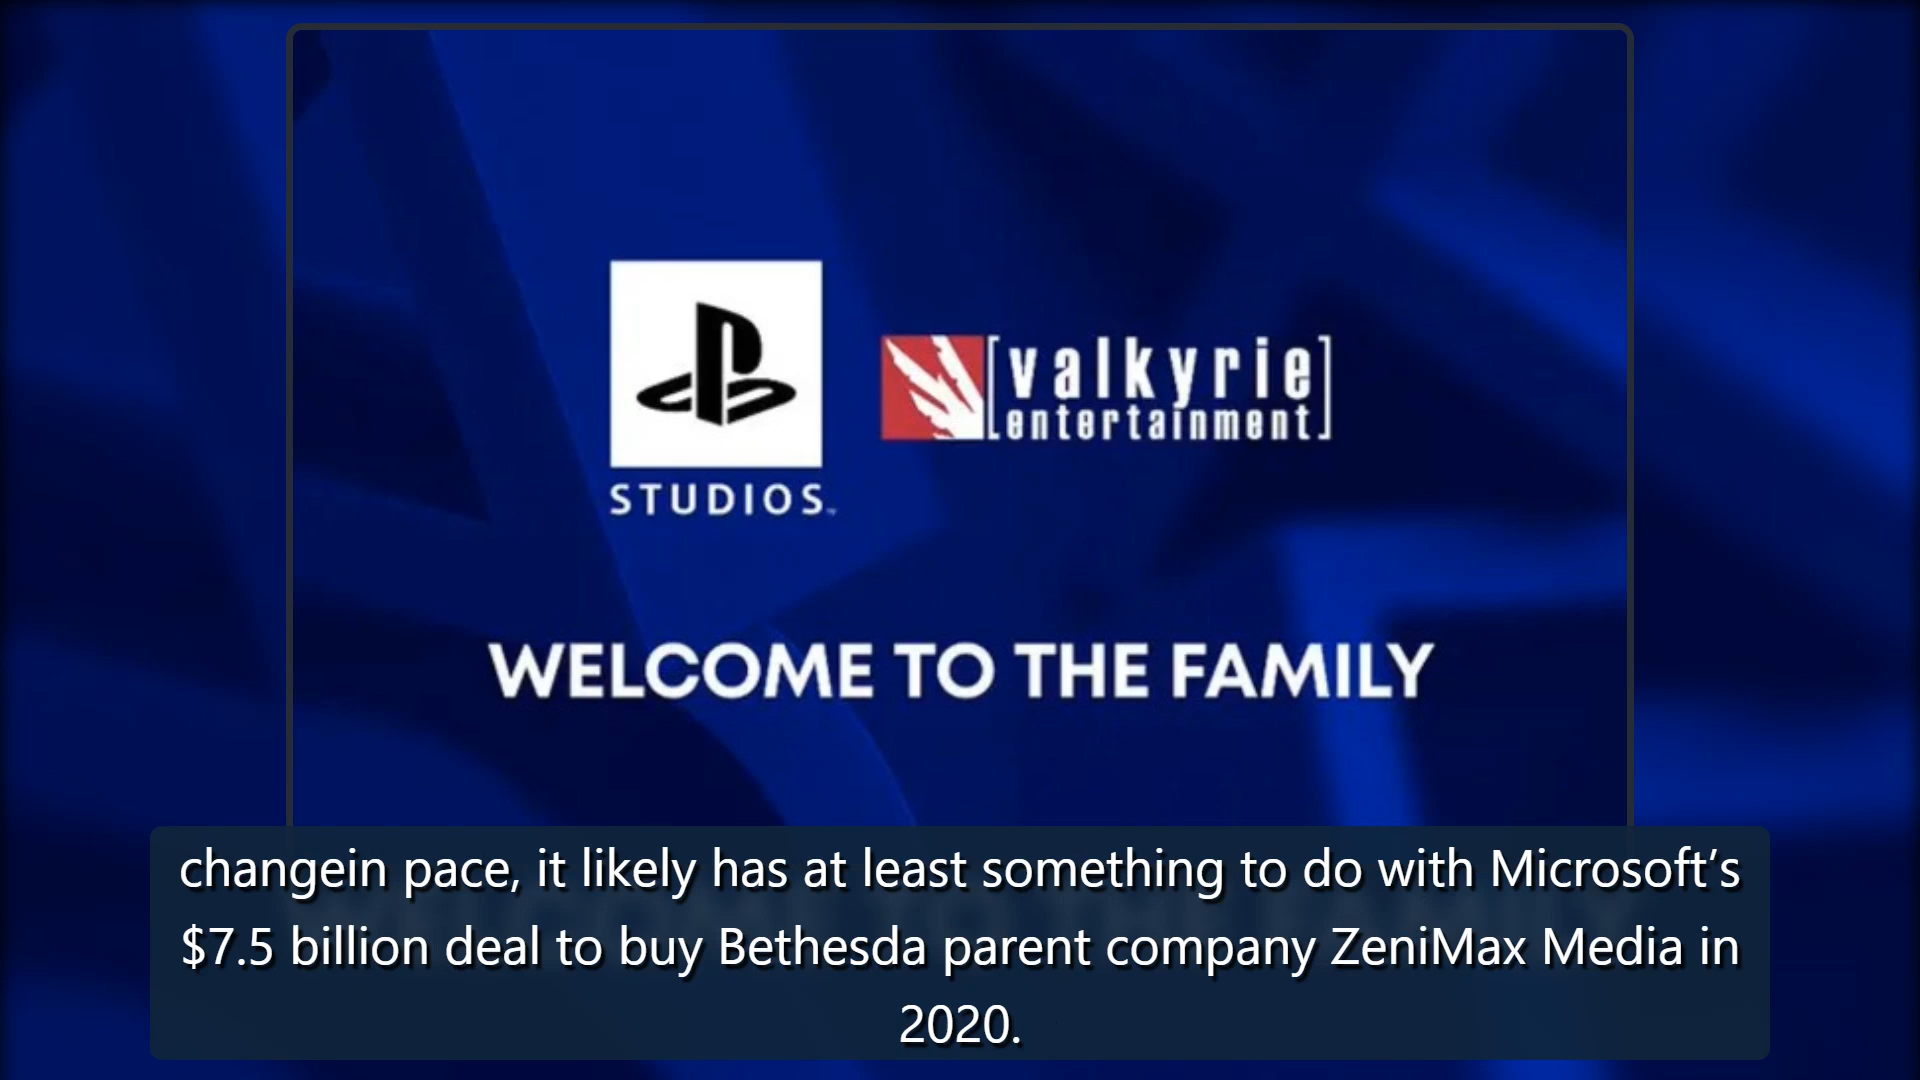 STUDIOS™
[valkyrie
entertainment]
WELCOME TO THE FAMILY
changein pace, it likely has at least something to do with Microsoft’s
$7.5 billion deal to buy Bethesda parent company ZeniMax Media in
2020.